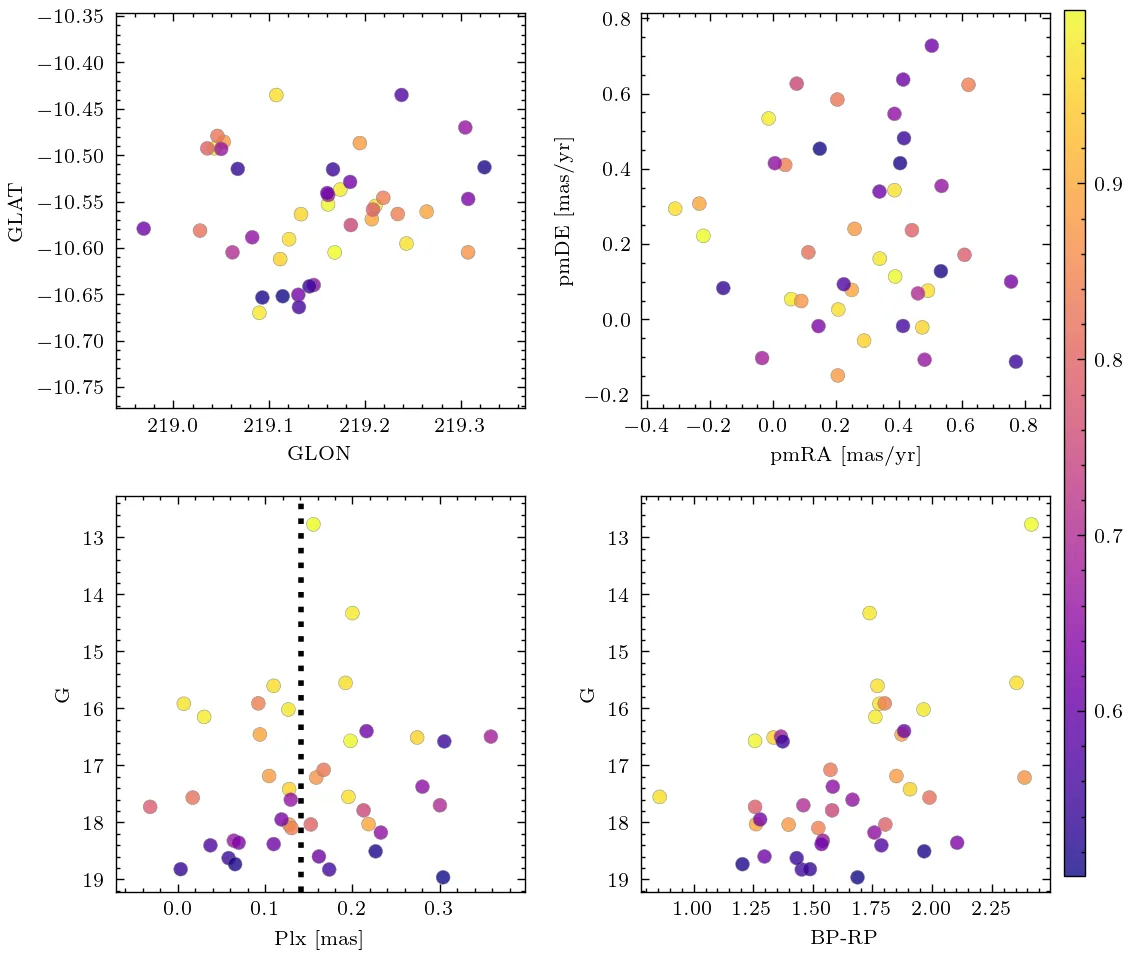 −10.35
−10.40
−10.45
−10.50
−10.55
−10.60
−10.65
−10.70
−10.75
GLAT
219.0 219.1 219.2 219.3
GLON
0.8
0.6
0.4
0.2
0.0
−0.2
pmDE [mas/yr]
−0.4 −0.2 0.0 0.2 0.4 0.6 0.8
pmRA [mas/yr]
0.9
0.8
0.7
0.6
13
14
15
16
17
18
19
G
0.0 0.1 0.2 0.3
Plx [mas]
13
14
15
16
17
18
19
G
1.00 1.25 1.50 1.75 2.00 2.25
BP-RP